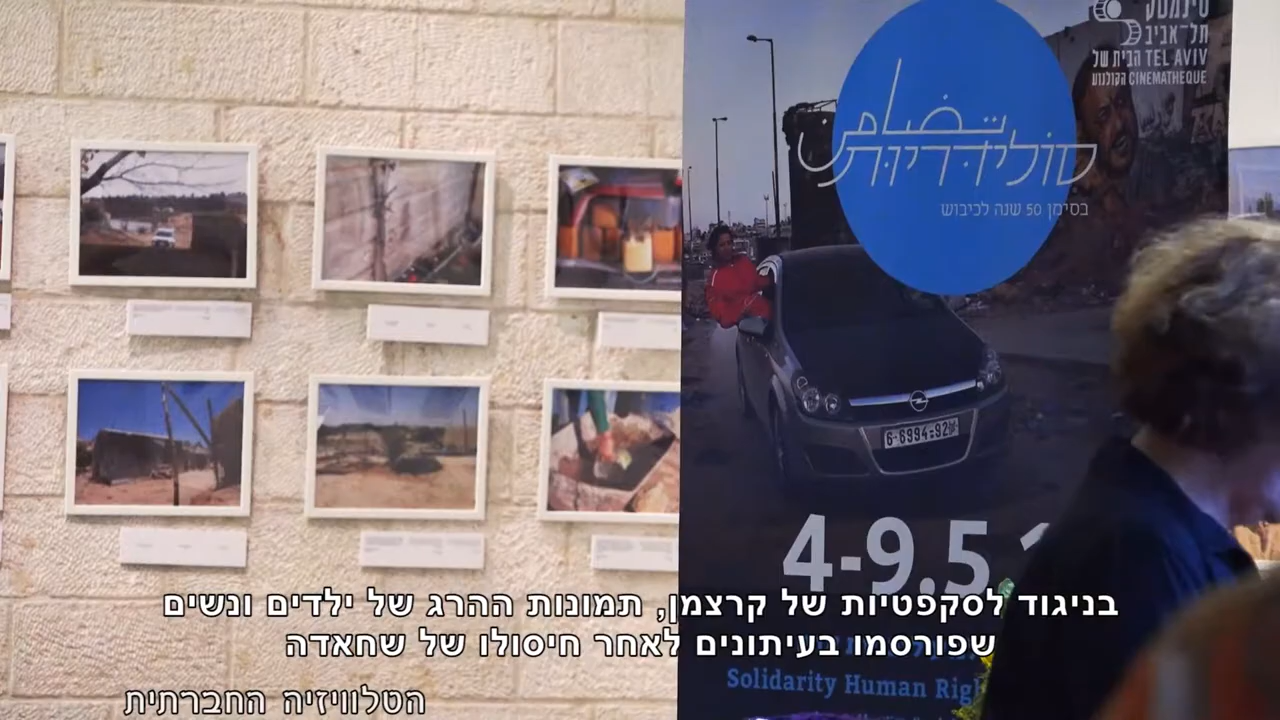 סינמטק
תל־אביב
TEL AVIV הבית של
CINEMATHEQUE הקולנוע
تضامن
סולידריות
בסימן 50 שנה לכיבוש
6-6994-92
4-9.5.
Solidarity Human
בניגוד לסקפטיות של קרצמן, תמונות ההרג של ילדים ונשים
שפורסמו בעיתונים לאחר חיסולו של שחאדה
הטלוויזיה החברתית